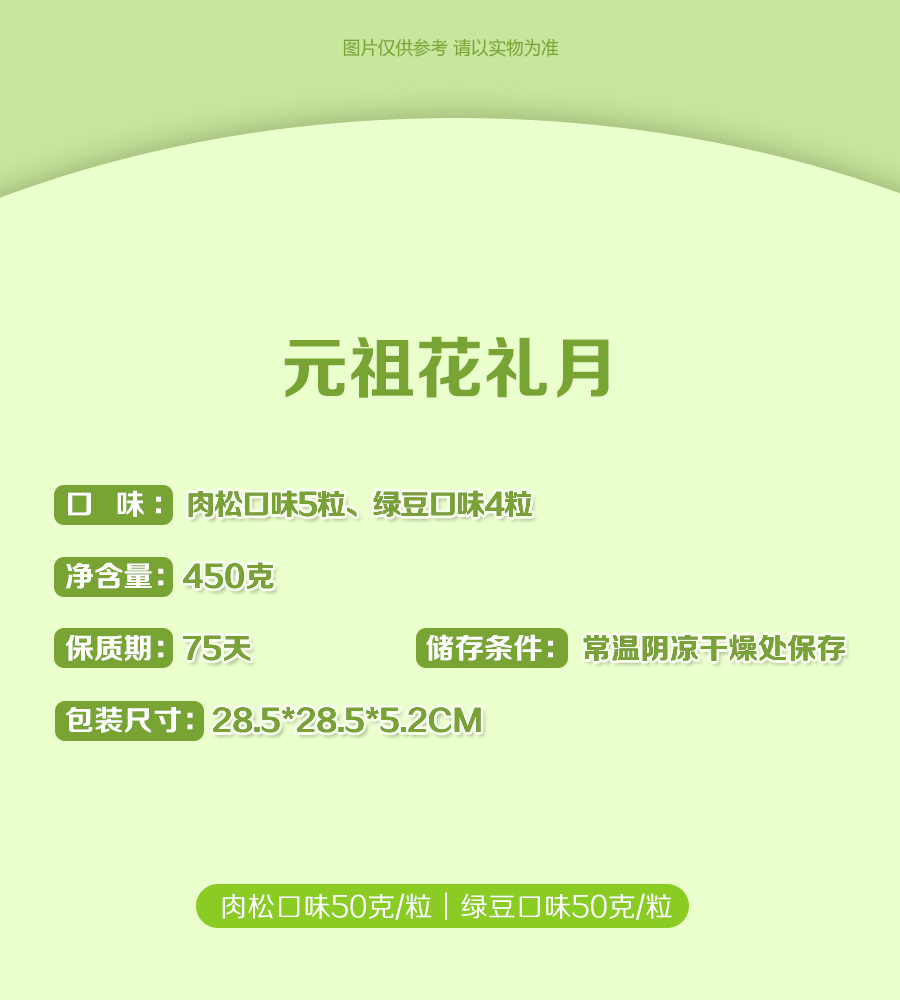 图片仅供参考 请以实物为准
元祖花礼月
口 味： 肉松口味5粒、绿豆口味4粒
净含量：450克
保质期：75天 储存条件： 常温阴凉干燥处保存
包装尺寸：28.5*28.5*5.2CM
肉松口味50克/粒｜绿豆口味50克/粒